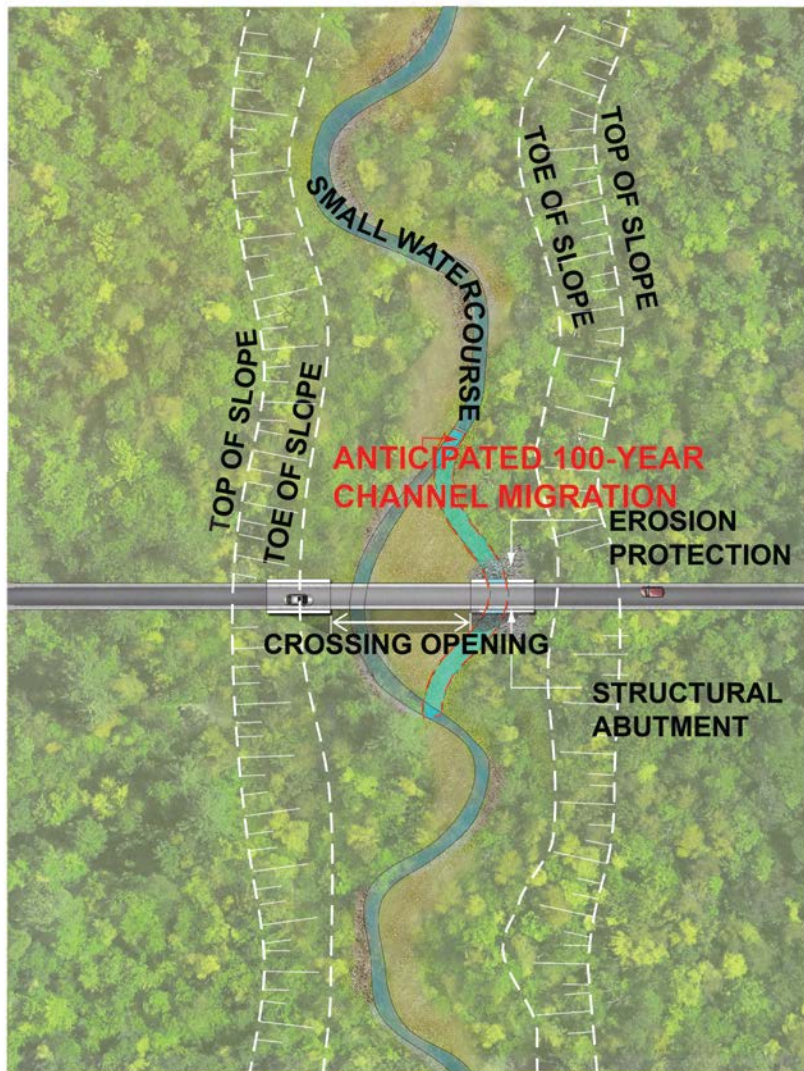 SMALL WATERCOURSE
TOE OF SLOPE
TOP OF SLOPE
TOP OF SLOPE
TOE OF SLOPE
ANTICIPATED 100-YEAR
CHANNEL MIGRATION
EROSION
PROTECTION
CROSSING OPENING
STRUCTURAL
ABUTMENT